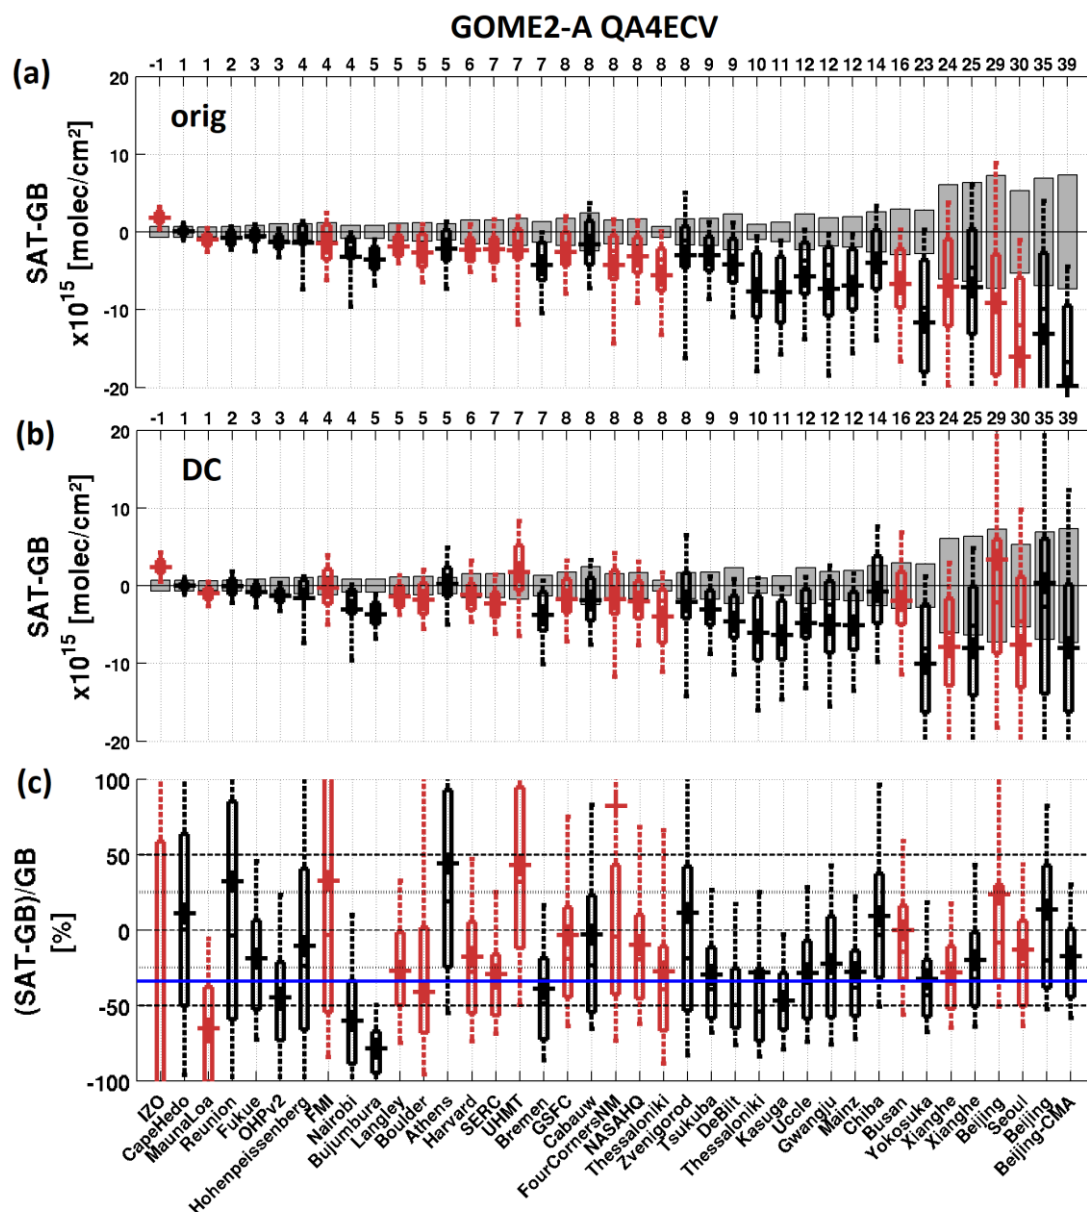 GOME2-A QA4ECV
(a)
-1 1 1 2 3 3 4 4 4 4 5 5 5 6 7 7 7 8 8 8 8 8 8 9 9 10 11 12 12 12 14 16 23 24 25 29 30 35 39
orig
SAT-GB
x10¹⁵ [molec/cm²]
20
10
0
-10
-20
(b)
-1 1 1 2 3 3 4 4 4 4 5 5 5 6 7 7 7 8 8 8 8 8 8 9 9 10 11 12 12 12 14 16 23 24 25 29 30 35 39
DC
SAT-GB
x10¹⁵ [molec/cm²]
20
10
0
-10
-20
(c)
(SAT-GB)/GB
[%]
100
50
0
-50
-100
IZO
CapeHedo
MaunaLoa
Reunion
Fukue
OHPv2
Hohenpeissenberg
FMI
Nairobi
Bujumbura
Langley
Boulder
Athens
Harvard
SERC
UHMT
Bremen
GSFC
Cabauw
FourCornersNM
NASAHQ
Thessaloniki
Zvenigorod
Tsukuba
DeBilt
Thessaloniki
Kasuga
Uccle
Gwangju
Mainz
Chiba
Busan
Yokosuka
Xianghe
Xianghe
Beijing
Seoul
Beijing
Beijing-CMA